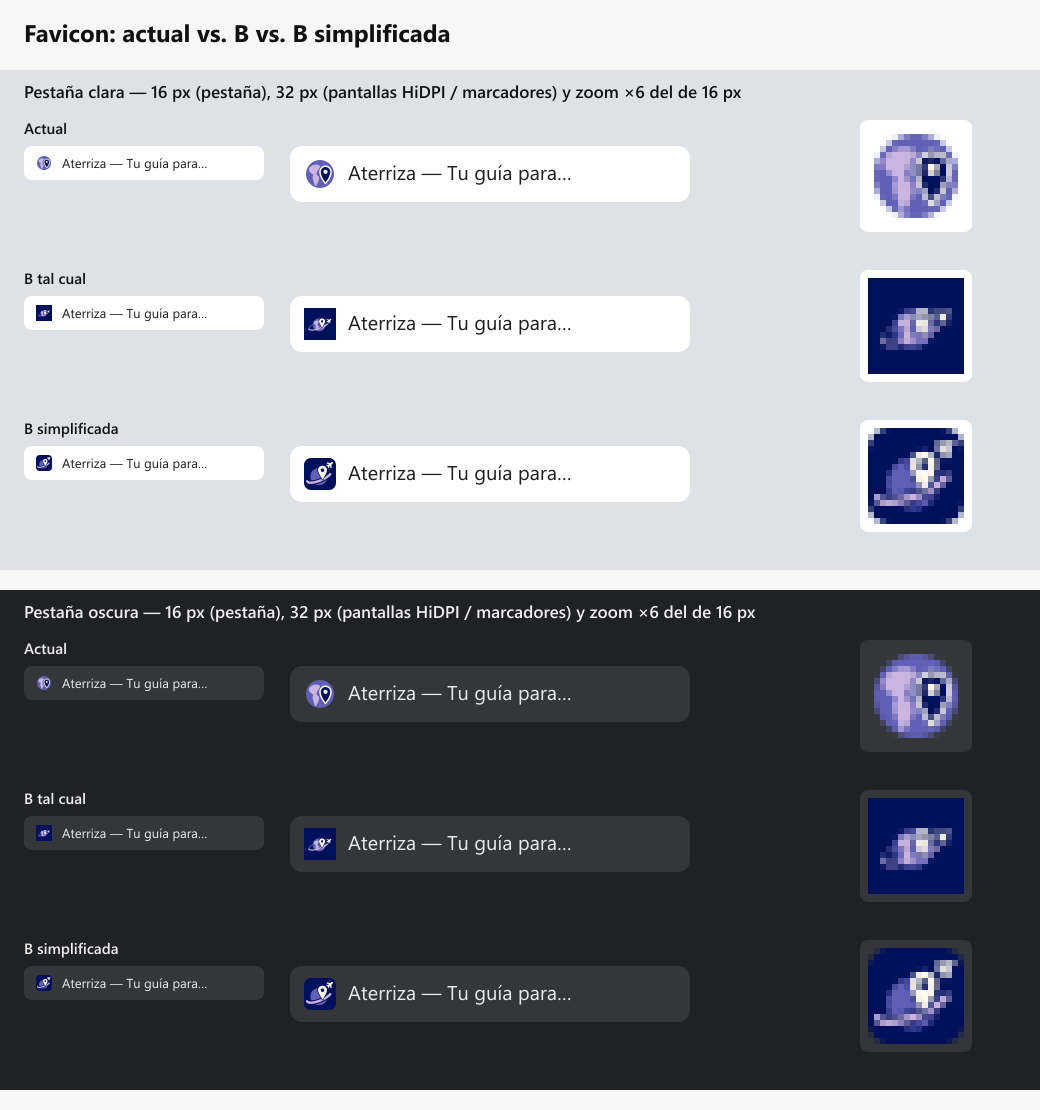 Favicon: actual vs. B vs. B simplificada
Pestaña clara — 16 px (pestaña), 32 px (pantallas HiDPI / marcadores) y zoom ×6 del de 16 px
Actual
Aterriza — Tu guía para...
Aterriza — Tu guía para...
B tal cual
Aterriza — Tu guía para...
Aterriza — Tu guía para...
B simplificada
Aterriza — Tu guía para...
Aterriza — Tu guía para...
Pestaña oscura — 16 px (pestaña), 32 px (pantallas HiDPI / marcadores) y zoom ×6 del de 16 px
Actual
Aterriza — Tu guía para...
Aterriza — Tu guía para...
B tal cual
Aterriza — Tu guía para...
Aterriza — Tu guía para...
B simplificada
Aterriza — Tu guía para...
Aterriza — Tu guía para...